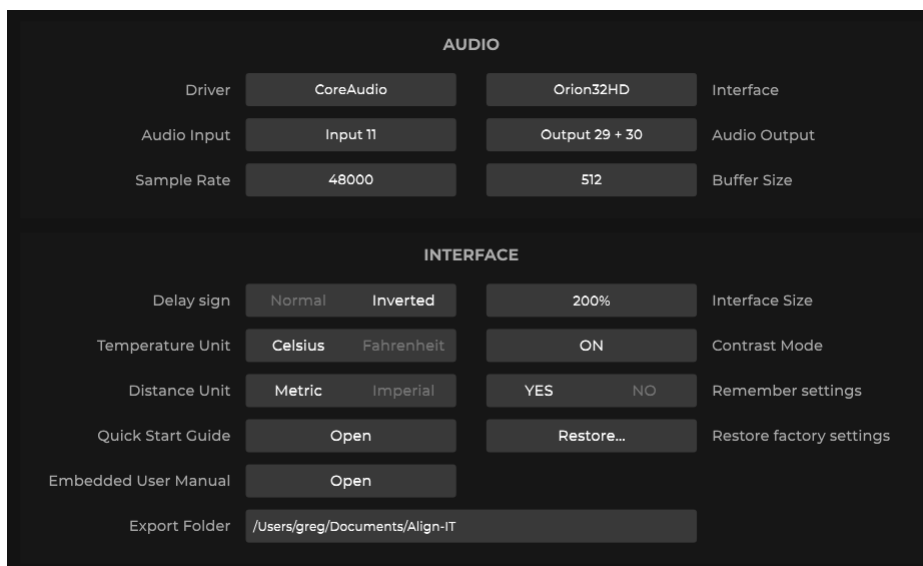 AUDIO
Driver CoreAudio Orion32HD Interface
Audio Input Input 11 Output 29 + 30 Audio Output
Sample Rate 48000 512 Buffer Size
INTERFACE
Delay sign Normal Inverted 200% Interface Size
Temperature Unit Celsius Fahrenheit ON Contrast Mode
Distance Unit Metric Imperial YES NO Remember settings
Quick Start Guide Open Restore... Restore factory settings
Embedded User Manual Open
Export Folder /Users/greg/Documents/Align-IT